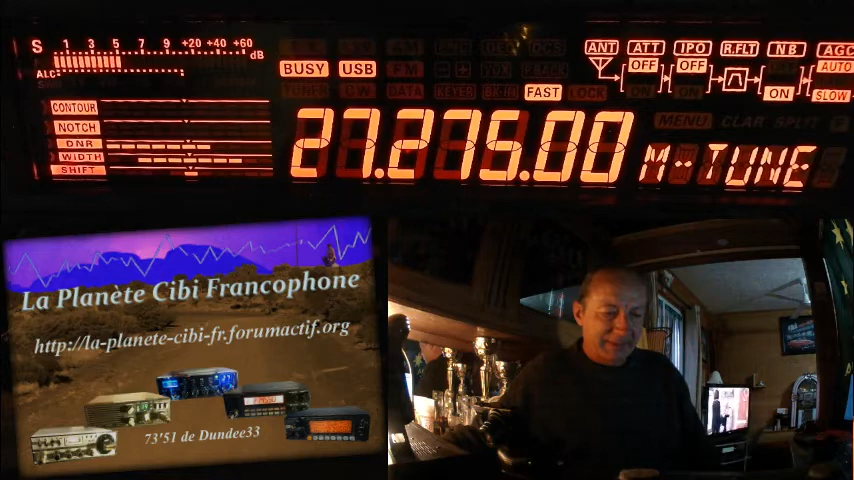 S 1 3 5 7 9 +20 +40 +60 dB
ALC
BUSY USB FAST
ANT ATT IPO R.FLT NB AGC
OFF OFF AUTO
ON SLOW
CONTOUR
NOTCH
DNR
WIDTH
SHIFT
MENU CLAR SPLIT
27.275.00 M-TUNE
La Planète Cibi Francophone
http://la-planete-cibi-fr.forumactif.org
73'51 de Dundee33